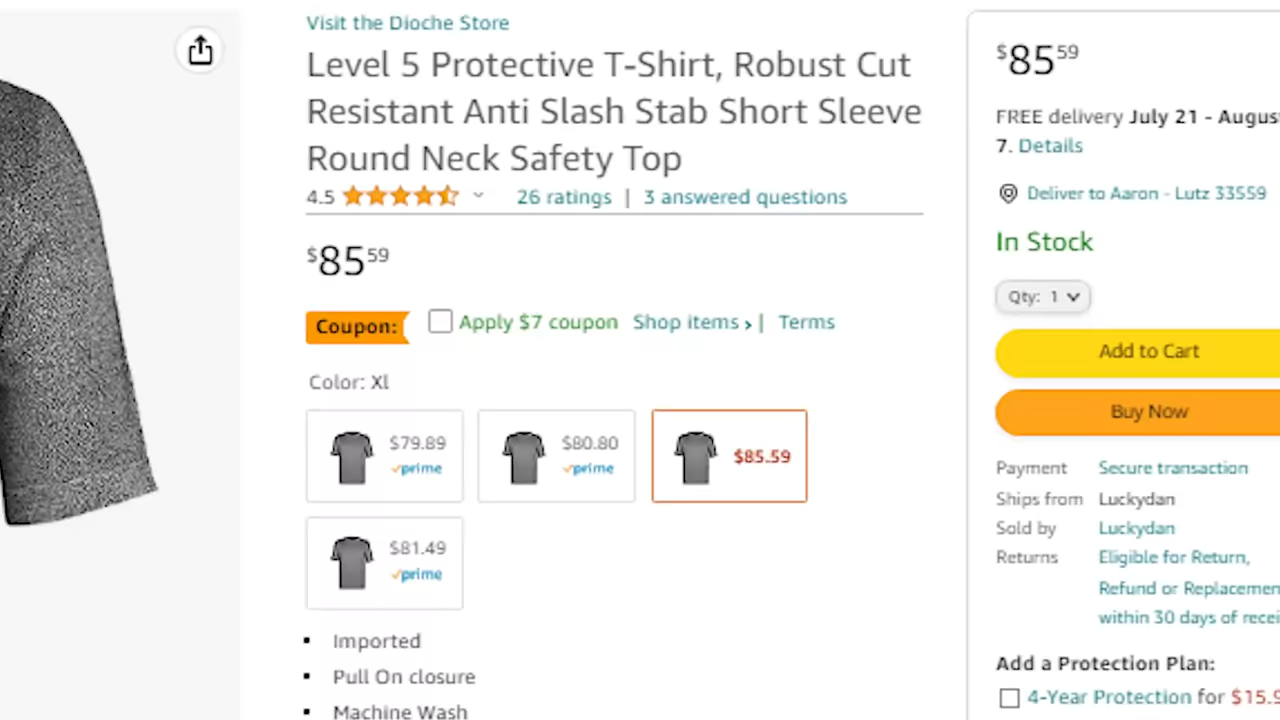 Visit the Dioche Store
Level 5 Protective T-Shirt, Robust Cut
Resistant Anti Slash Stab Short Sleeve
Round Neck Safety Top
4.5 26 ratings | 3 answered questions
$85 59
Coupon: Apply $7 coupon Shop items › | Terms
Color: Xl
$79.89
prime
$80.80
prime
$85.59
$81.49
prime
Imported
Pull On closure
Machine Wash
$85 59
FREE delivery July 21 - August
7. Details
Deliver to Aaron - Lutz 33559
In Stock
Qty: 1
Add to Cart
Buy Now
Payment Secure transaction
Ships from Luckydan
Sold by Luckydan
Returns Eligible for Return,
Refund or Replacemen
within 30 days of recei
Add a Protection Plan:
4-Year Protection for $15.9